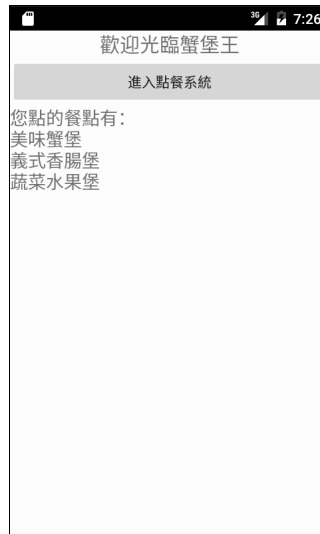 3G 7:26
歡迎光臨蟹堡王
進入點餐系統
您點的餐點有：
美味蟹堡
義式香腸堡
蔬菜水果堡